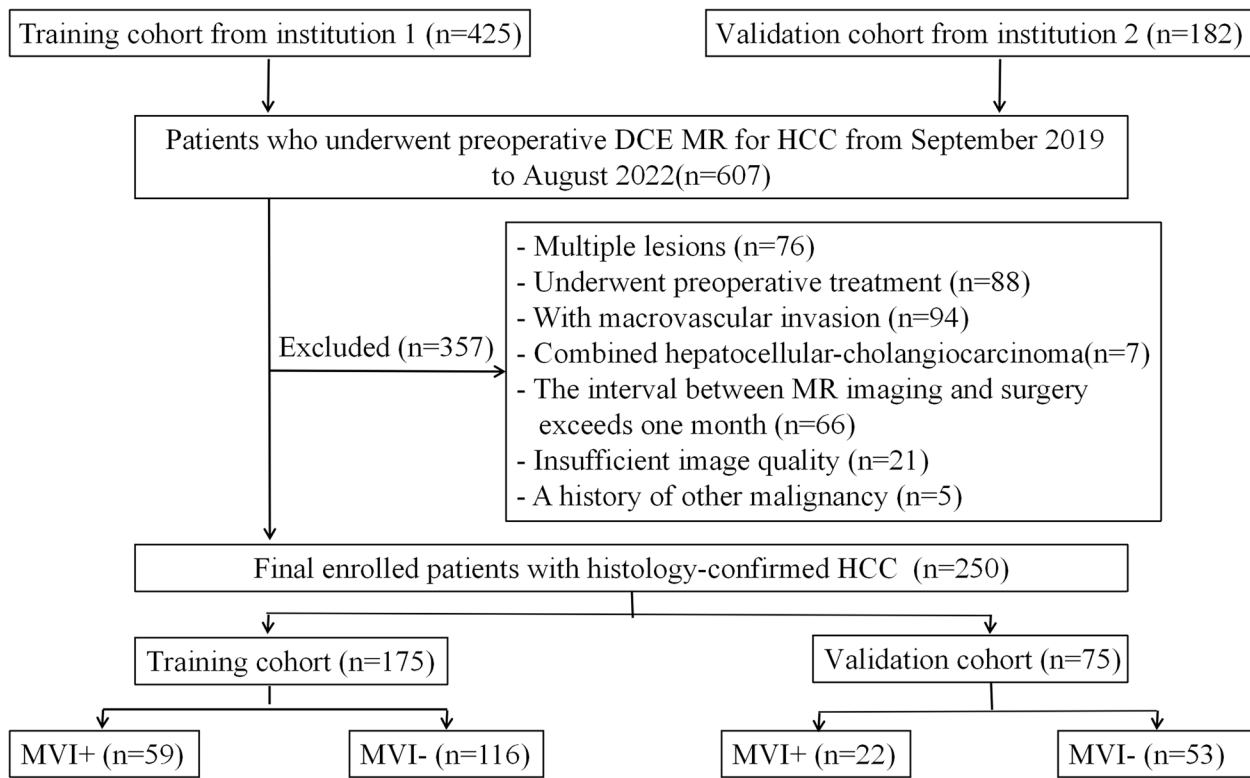 Training cohort from institution 1 (n=425)
Validation cohort from institution 2 (n=182)
Patients who underwent preoperative DCE MR for HCC from September 2019
to August 2022(n=607)
Excluded (n=357)
- Multiple lesions (n=76)
- Underwent preoperative treatment (n=88)
- With macrovascular invasion (n=94)
- Combined hepatocellular-cholangiocarcinoma(n=7)
- The interval between MR imaging and surgery
exceeds one month (n=66)
- Insufficient image quality (n=21)
- A history of other malignancy (n=5)
Final enrolled patients with histology-confirmed HCC (n=250)
Training cohort (n=175)
Validation cohort (n=75)
MVI+ (n=59)
MVI- (n=116)
MVI+ (n=22)
MVI- (n=53)